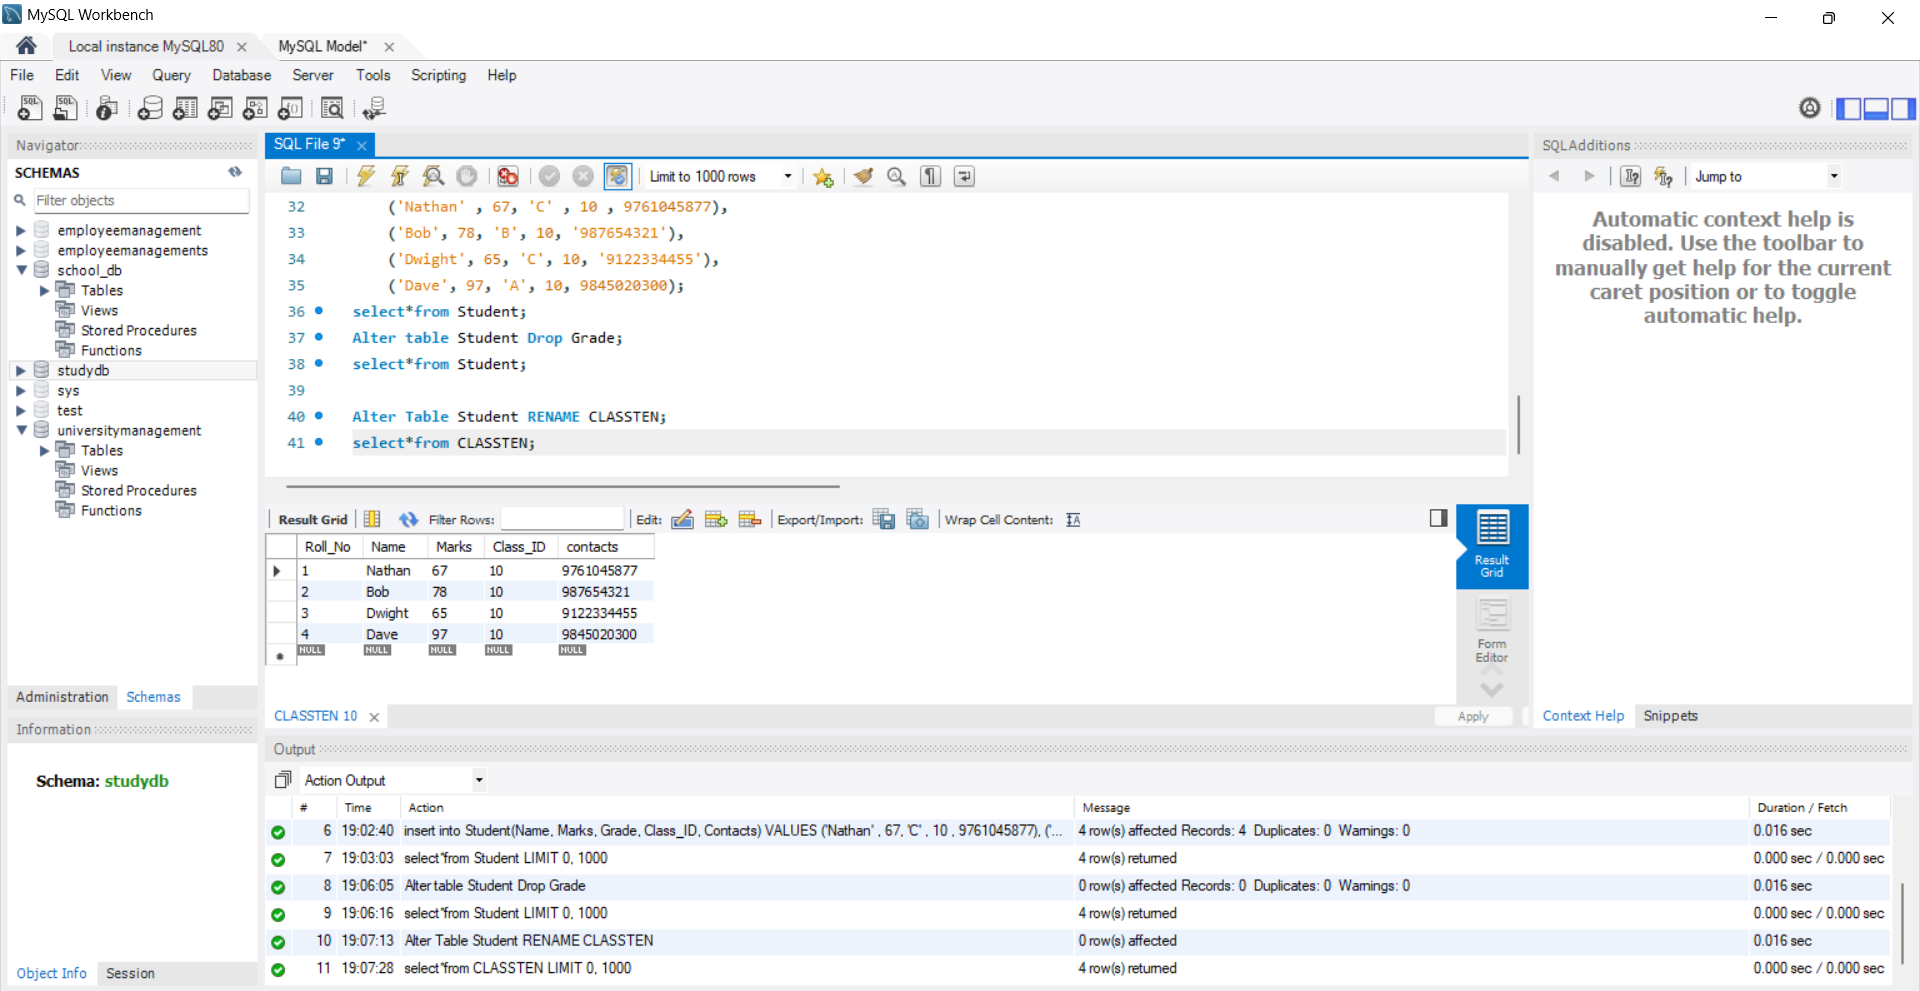 MySQL Workbench
Local instance MySQL80
MySQL Model*
File Edit View Query Database Server Tools Scripting Help
Navigator
SQL File 9*
SQLAdditions
SCHEMAS
Limit to 1000 rows
Jump to
Filter objects
employeemanagement
employeemanagements
school_db
Tables
Views
Stored Procedures
Functions
studydb
sys
test
universitymanagement
Tables
Views
Stored Procedures
Functions
32 ('Nathan' , 67, 'C' , 10 , 9761045877),
33 ('Bob', 78, 'B', 10, '987654321'),
34 ('Dwight', 65, 'C', 10, '9122334455'),
35 ('Dave', 97, 'A', 10, 9845020300);
36 select*from Student;
37 Alter table Student Drop Grade;
38 select*from Student;
39
40 Alter Table Student RENAME CLASSTEN;
41 select*from CLASSTEN;
Automatic context help is
disabled. Use the toolbar to
manually get help for the current
caret position or to toggle
automatic help.
Result Grid Filter Rows: Edit: Export/Import: Wrap Cell Content:
Roll_No Name Marks Class_ID contacts
1 Nathan 67 10 9761045877
2 Bob 78 10 987654321
3 Dwight 65 10 9122334455
4 Dave 97 10 9845020300
NULL NULL NULL NULL NULL
Result
Grid
Form
Editor
Administration Schemas
CLASSTEN 10
Apply
Context Help Snippets
Information
Schema: studydb
Object Info Session
Output
Action Output
# Time Action Message Duration / Fetch
6 19:02:40 insert into Student(Name, Marks, Grade, Class_ID, Contacts) VALUES ('Nathan' , 67, 'C' , 10 , 9761045877), ('... 4 row(s) affected Records: 4 Duplicates: 0 Warnings: 0 0.016 sec
7 19:03:03 select*from Student LIMIT 0, 1000 4 row(s) returned 0.000 sec / 0.000 sec
8 19:06:05 Alter table Student Drop Grade 0 row(s) affected Records: 0 Duplicates: 0 Warnings: 0 0.016 sec
9 19:06:16 select*from Student LIMIT 0, 1000 4 row(s) returned 0.000 sec / 0.000 sec
10 19:07:13 Alter Table Student RENAME CLASSTEN 0 row(s) affected 0.016 sec
11 19:07:28 select*from CLASSTEN LIMIT 0, 1000 4 row(s) returned 0.000 sec / 0.000 sec